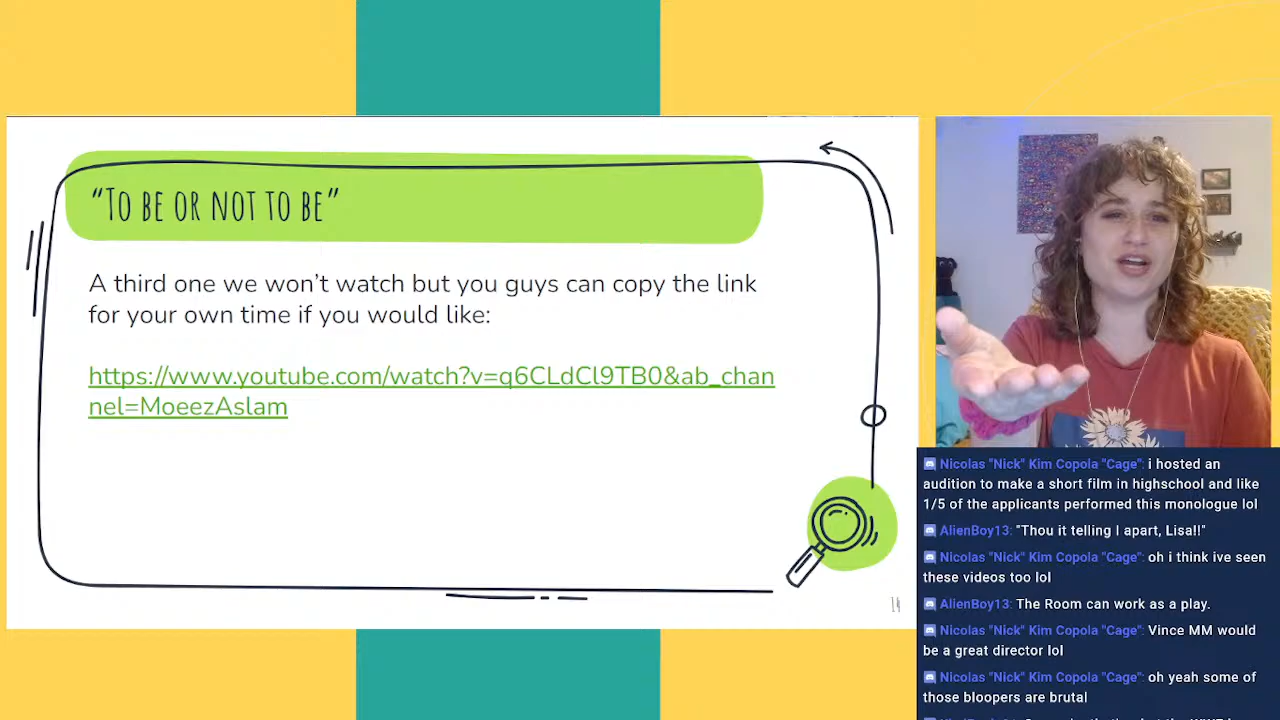 “To be or not to be”
A third one we won’t watch but you guys can copy the link
for your own time if you would like:
https://www.youtube.com/watch?v=q6CLdCl9TB0&ab_chan
nel=MoeezAslam
14
Nicolas "Nick" Kim Copola "Cage": i hosted an
audition to make a short film in highschool and like
1/5 of the applicants performed this monologue lol
AlienBoy13: "Thou it telling I apart, Lisa!!"
Nicolas "Nick" Kim Copola "Cage": oh i think ive seen
these videos too lol
AlienBoy13: The Room can work as a play.
Nicolas "Nick" Kim Copola "Cage": Vince MM would
be a great director lol
Nicolas "Nick" Kim Copola "Cage": oh yeah some of
those bloopers are brutal